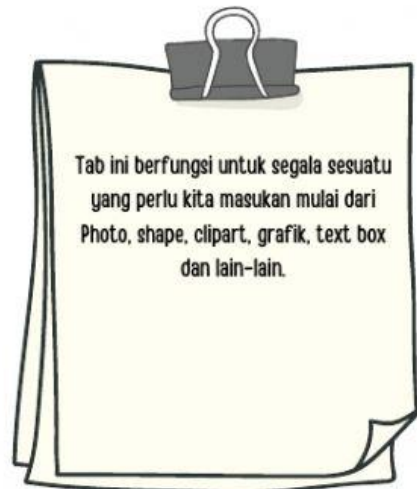 Tab ini berfungsi untuk segala sesuatu
yang perlu kita masukan mulai dari
Photo, shape, clipart, grafik, text box
dan lain-lain.